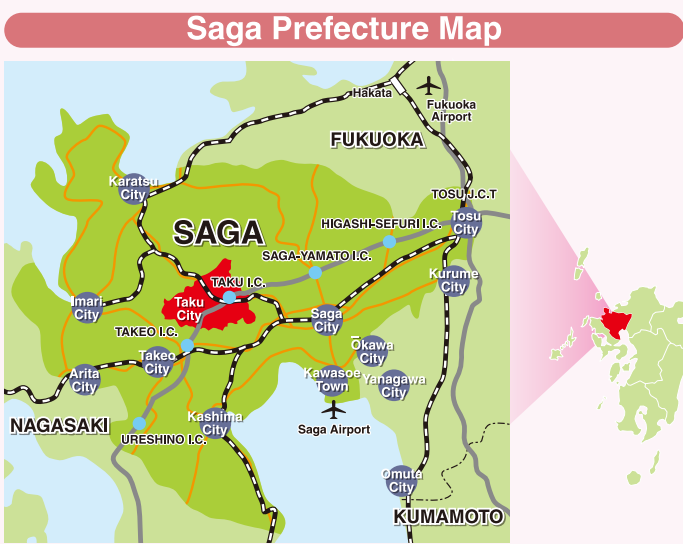 Saga Prefecture Map
Hakata
Fukuoka
Airport
FUKUOKA
Karatsu
City
TOSU J.C.T
Tosu
City
SAGA
HIGASHI-SEFURI I.C.
SAGA-YAMATO I.C.
TAKU I.C.
Kurume
City
Imari
City
Taku
City
Saga
City
TAKEO I.C.
Takeo
City
Ōkawa
City
Arita
City
Kawasoe
Town
Yanagawa
City
NAGASAKI
Kashima
City
Saga Airport
URESHINO I.C.
Omuta
City
KUMAMOTO